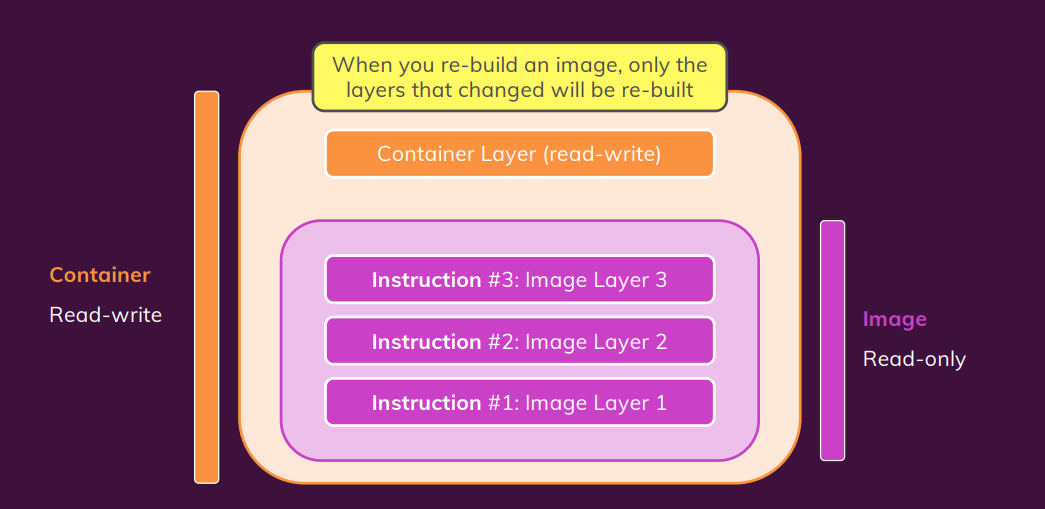 When you re-build an image, only the
layers that changed will be re-built
Container Layer (read-write)
Container
Read-write
Instruction #3: Image Layer 3
Instruction #2: Image Layer 2
Instruction #1: Image Layer 1
Image
Read-only